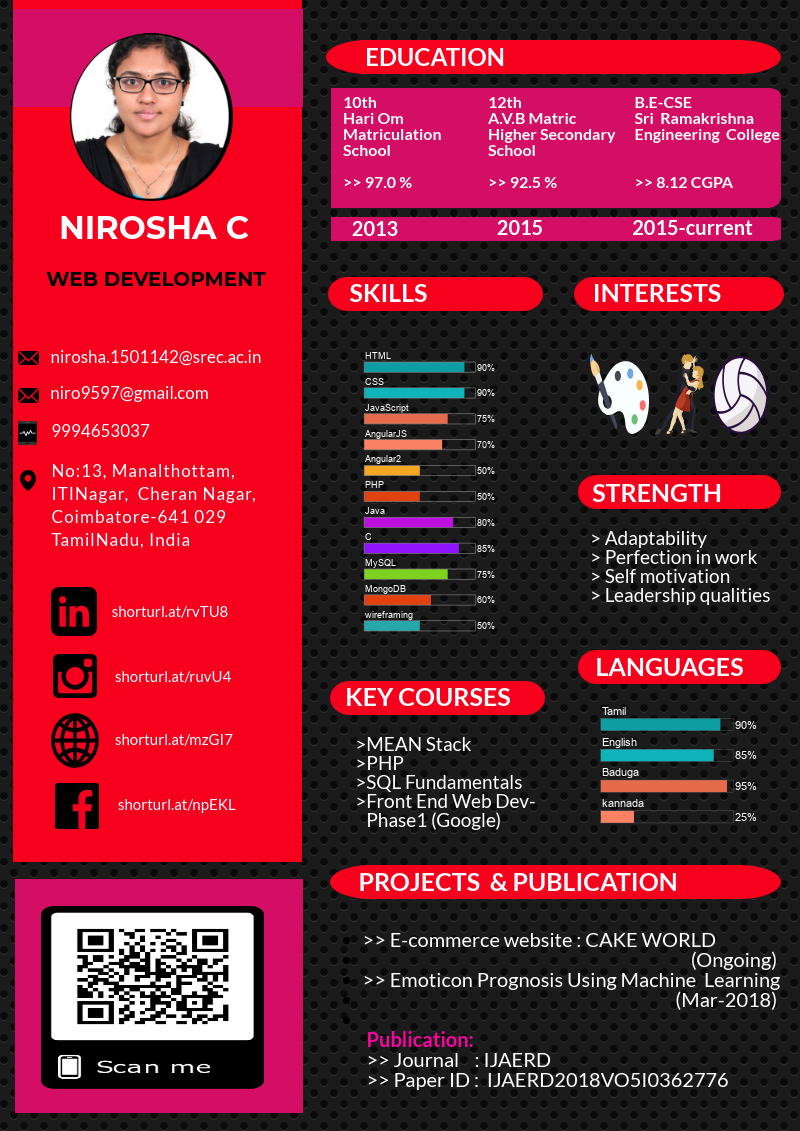 NIROSHA C
WEB DEVELOPMENT
nirosha.1501142@srec.ac.in
niro9597@gmail.com
9994653037
No:13, Manalthottam,
ITINagar,  Cheran Nagar,
Coimbatore-641 029
TamilNadu, India
in
shorturl.at/rvTU8
shorturl.at/ruvU4
shorturl.at/mzGI7
f
shorturl.at/npEKL
Scan me
EDUCATION
10th
Hari Om
Matriculation
School
>> 97.0 %
2013
12th
A.V.B Matric
Higher Secondary
School
>> 92.5 %
2015
B.E-CSE
Sri  Ramakrishna
Engineering  College
>> 8.12 CGPA
2015-current
SKILLS
HTML
90%
CSS
90%
JavaScript
75%
AngularJS
70%
Angular2
50%
PHP
50%
Java
80%
C
85%
MySQL
75%
MongoDB
60%
wireframing
50%
INTERESTS
STRENGTH
> Adaptability
> Perfection in work
> Self motivation
> Leadership qualities
KEY COURSES
>MEAN Stack
>PHP
>SQL Fundamentals
>Front End Web Dev-
Phase1 (Google)
LANGUAGES
Tamil
90%
English
85%
Baduga
95%
kannada
25%
PROJECTS  & PUBLICATION
>> E-commerce website : CAKE WORLD
(Ongoing)
>> Emoticon Prognosis Using Machine  Learning
(Mar-2018)
Publication:
>> Journal   : IJAERD
>> Paper ID :  IJAERD2018VO5I0362776